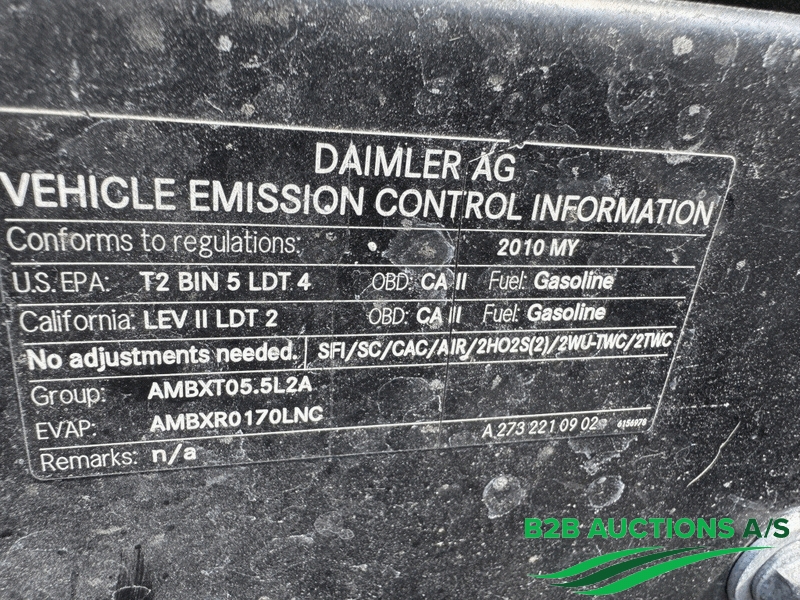 DAIMLER AG
VEHICLE EMISSION CONTROL INFORMATION
Conforms to regulations: 2010 MY
U.S. EPA: T2 BIN 5 LDT 4 OBD: CA II Fuel: Gasoline
California: LEV II LDT 2 OBD: CA II Fuel: Gasoline
No adjustments needed. SFI/SC/CAC/AIR/2HO2S(2)/2WU-TWC/2TWC
Group: AMBXT05.5L2A
EVAP: AMBXR0170LNC
A 273 221 09 02 6156978
Remarks: n/a
B2B AUCTIONS A/S